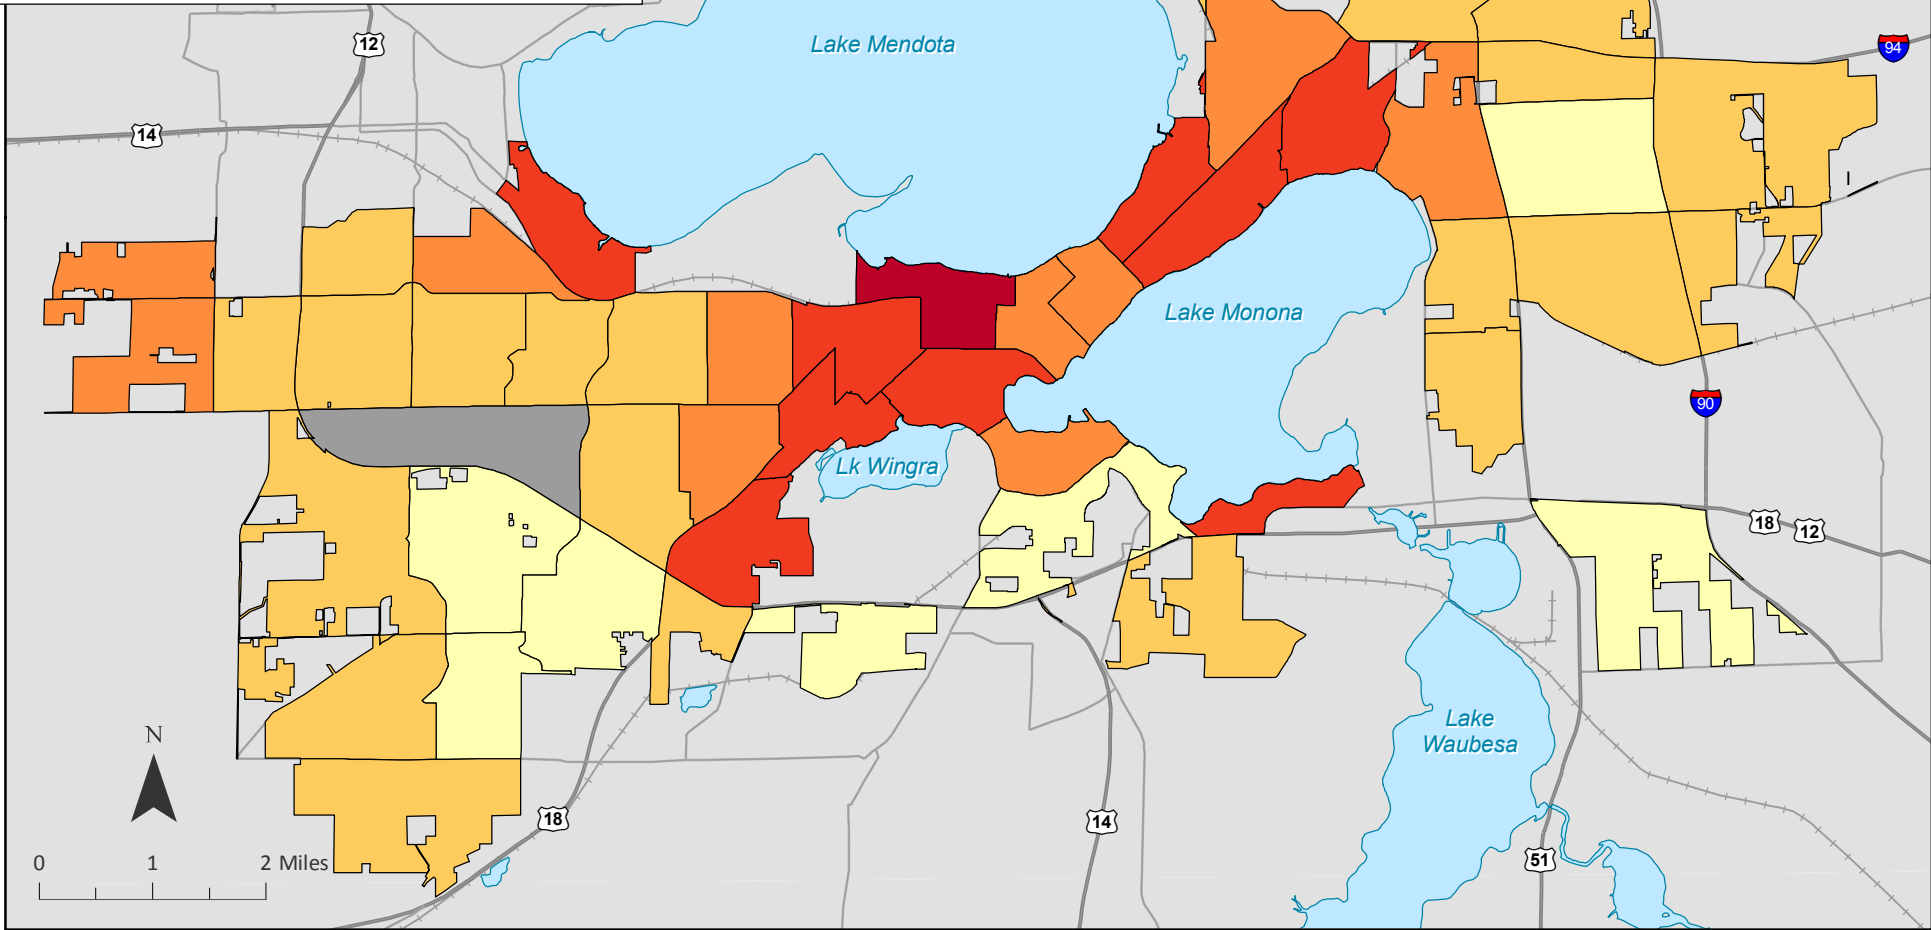 Lake Mendota
12
94
14
Lake Monona
90
Lk Wingra
18
12
N
Lake
Waubesa
18
14
51
0 1 2 Miles